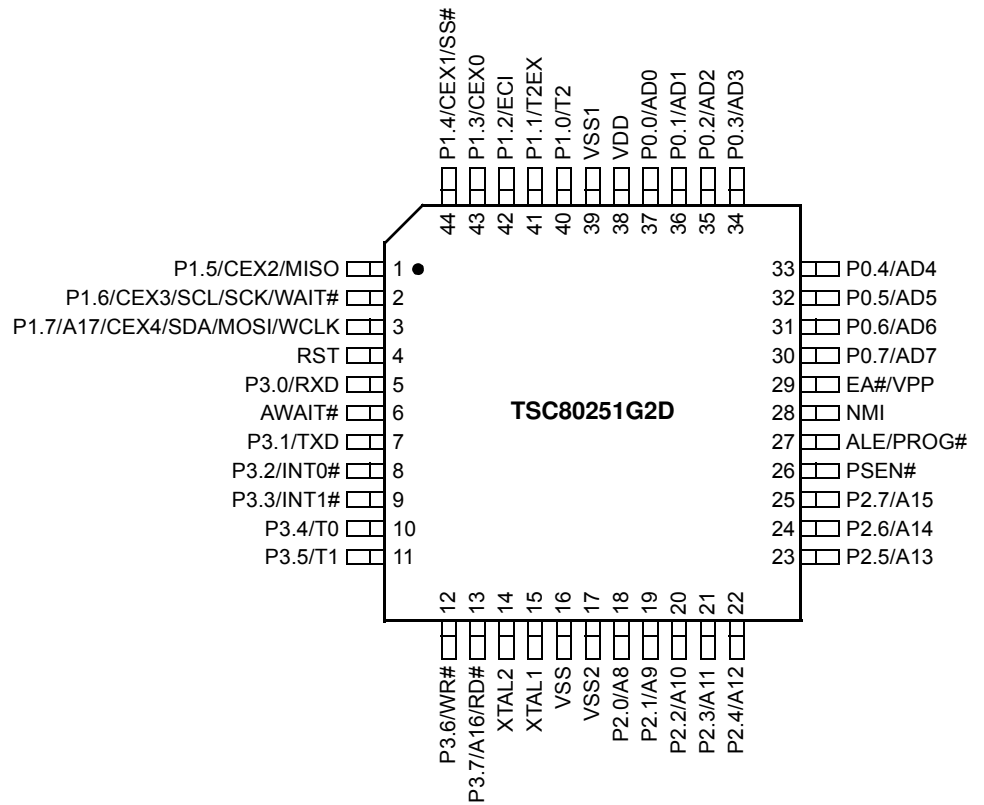 P1.4/CEX1/SS#
P1.3/CEX0
P1.2/ECI
P1.1/T2EX
P1.0/T2
VSS1
VDD
P0.0/AD0
P0.1/AD1
P0.2/AD2
P0.3/AD3
44
43
42
41
40
39
38
37
36
35
34
P1.5/CEX2/MISO 1
P1.6/CEX3/SCL/SCK/WAIT# 2
P1.7/A17/CEX4/SDA/MOSI/WCLK 3
RST 4
P3.0/RXD 5
AWAIT# 6
P3.1/TXD 7
P3.2/INT0# 8
P3.3/INT1# 9
P3.4/T0 10
P3.5/T1 11
TSC80251G2D
33 P0.4/AD4
32 P0.5/AD5
31 P0.6/AD6
30 P0.7/AD7
29 EA#/VPP
28 NMI
27 ALE/PROG#
26 PSEN#
25 P2.7/A15
24 P2.6/A14
23 P2.5/A13
12
13
14
15
16
17
18
19
20
21
22
P3.6/WR#
P3.7/A16/RD#
XTAL2
XTAL1
VSS
VSS2
P2.0/A8
P2.1/A9
P2.2/A10
P2.3/A11
P2.4/A12